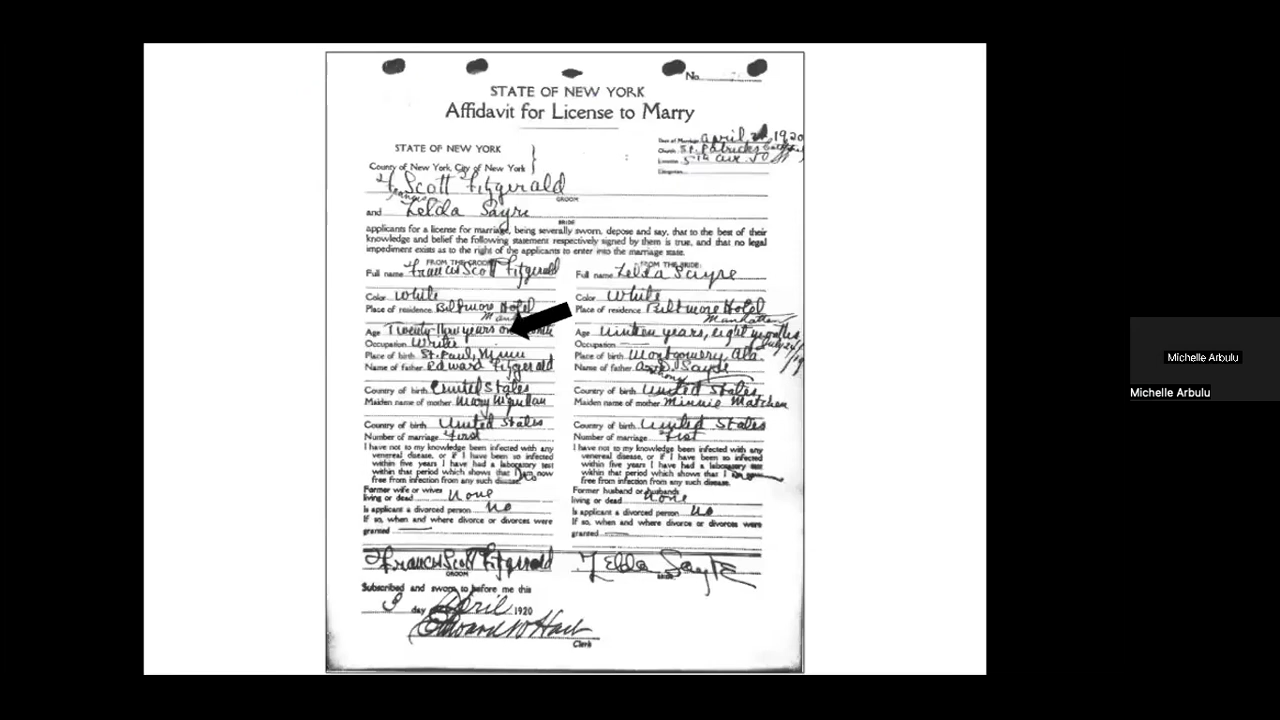 No.
STATE OF NEW YORK
Affidavit for License to Marry
STATE OF NEW YORK
County of New York, City of New York
Date of Marriage April 1920
Church St. Patricks
Location 5th Ave. 50
F Scott Fitzgerald
Francis
GROOM
and Zelda Sayre
BRIDE
applicants for a license for marriage, being severally sworn, depose and say, that to the best of their
knowledge and belief the following statement respectively signed by them is true, and that no legal
impediment exists as to the right of the applicants to enter into the marriage state.
FROM THE GROOM
Full name Francis Scott Fitzgerald
Color White
Place of residence Biltmore Hotel
Age Twenty-three years
Occupation Writer
Place of birth St. Paul, Minn
Name of father Edward Fitzgerald
Country of birth United States
Maiden name of mother Mary
Country of birth United States
Number of marriage First
I have not to my knowledge been infected with any
venereal disease, or if I have been so infected
within five years I have had a laboratory test
within that period which shows that I am now
free from infection from any such disease.
Former wife or wives
living or dead None
Is applicant a divorced person no
If so, when and where divorce or divorces were
granted
FROM THE BRIDE:
Full name Zelda Sayre
Color White
Place of residence Biltmore Hotel
Manhattan
Age years, eight months
Occupation
Place of birth Montgomery, Ala.
Name of father Sayre
Anthony
Country of birth United States
Maiden name of mother Minnie Matchen
Country of birth United States
Number of marriage First
I have not to my knowledge been infected with any
venereal disease, or if I have been so infected
within five years I have had a laboratory test
within that period which shows that I am now
free from infection from any such disease.
Former husband or husbands
living or dead None
Is applicant a divorced person no
If so, when and where divorce or divorces were
granted
Francis Scott Fitzgerald
GROOM
Zelda Sayre
BRIDE
Subscribed and sworn to before me this
3 day April 1920
Edward W Hart
Clerk
Michelle Arbulu
Michelle Arbulu